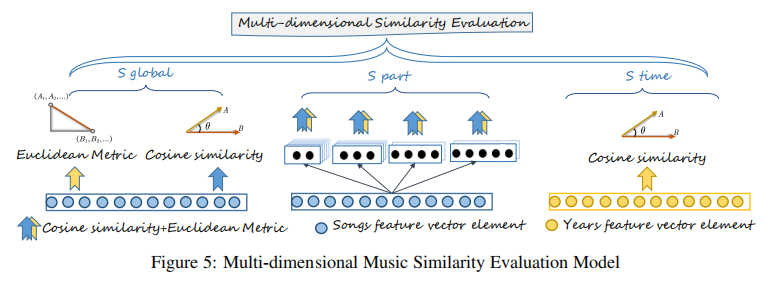 Multi-dimensional Similarity Evaluation
S global
S part
S time
(A₁, A₂,...)
(B₁, B₂,...)
A
θ
B
A
θ
B
Euclidean Metric
Cosine similarity
Cosine similarity
Cosine similarity+Euclidean Metric
Songs feature vector element
Years feature vector element
Figure 5: Multi-dimensional Music Similarity Evaluation Model